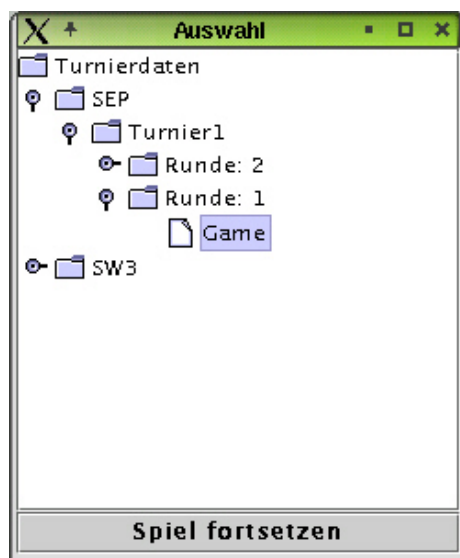 Auswahl
Turnierdaten
SEP
Turnier1
Runde: 2
Runde: 1
Game
SW3
Spiel fortsetzen